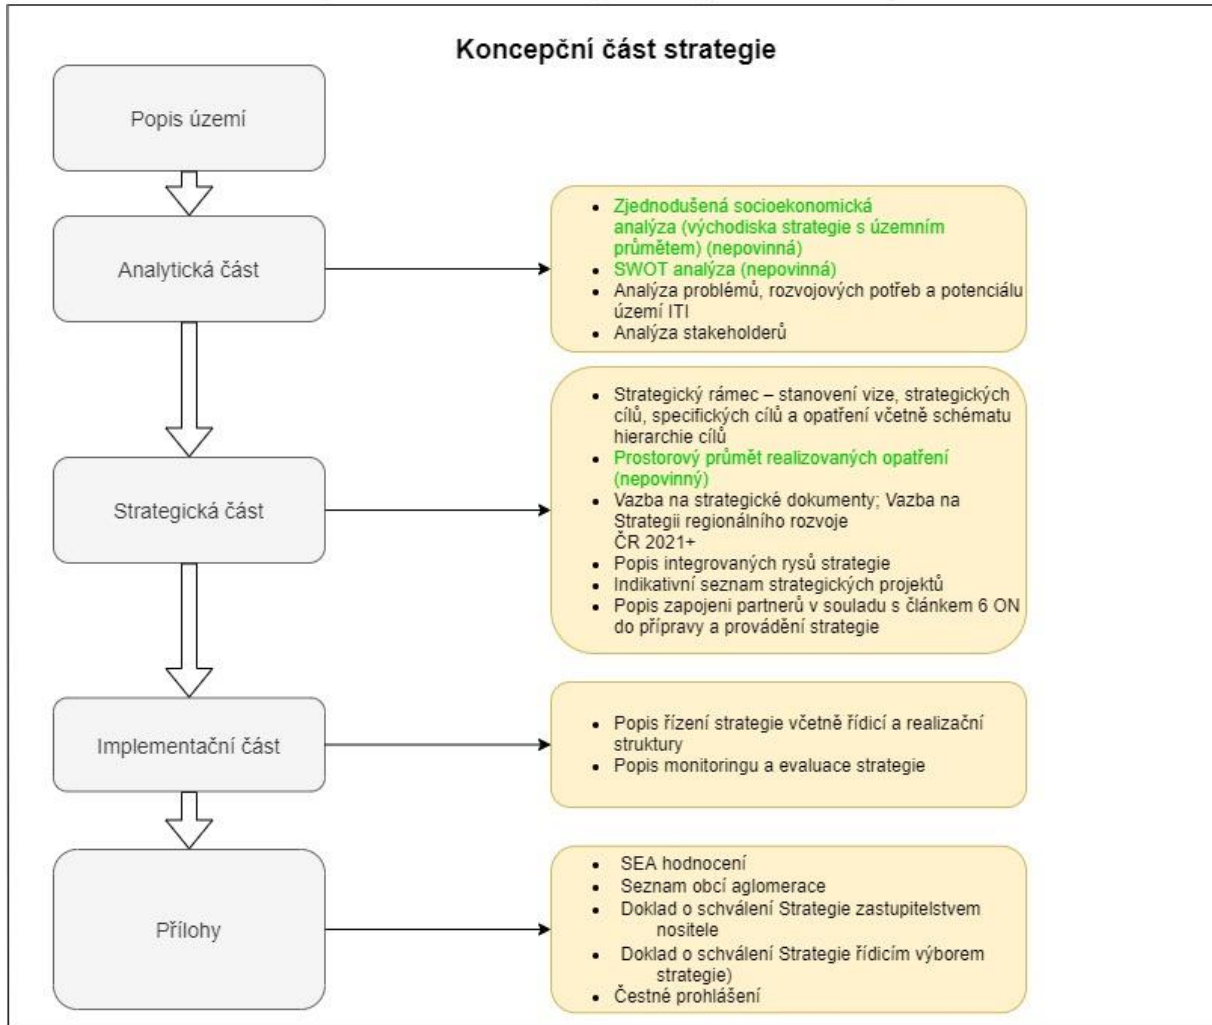 Koncepční část strategie
Popis území
Analytická část
Zjednodušená socioekonomická
analýza (východiska strategie s územním
průmětem) (nepovinná)
SWOT analýza (nepovinná)
Analýza problémů, rozvojových potřeb a potenciálu
území ITI
Analýza stakeholderů
Strategická část
Strategický rámec – stanovení vize, strategických
cílů, specifických cílů a opatření včetně schématu
hierarchie cílů
Prostorový průmět realizovaných opatření
(nepovinný)
Vazba na strategické dokumenty; Vazba na
Strategii regionálního rozvoje
ČR 2021+
Popis integrovaných rysů strategie
Indikativní seznam strategických projektů
Popis zapojeni partnerů v souladu s článkem 6 ON
do přípravy a provádění strategie
Implementační část
Popis řízení strategie včetně řídicí a realizační
struktury
Popis monitoringu a evaluace strategie
Přílohy
SEA hodnocení
Seznam obcí aglomerace
Doklad o schválení Strategie zastupitelstvem
nositele
Doklad o schválení Strategie řídicím výborem
strategie)
Čestné prohlášení